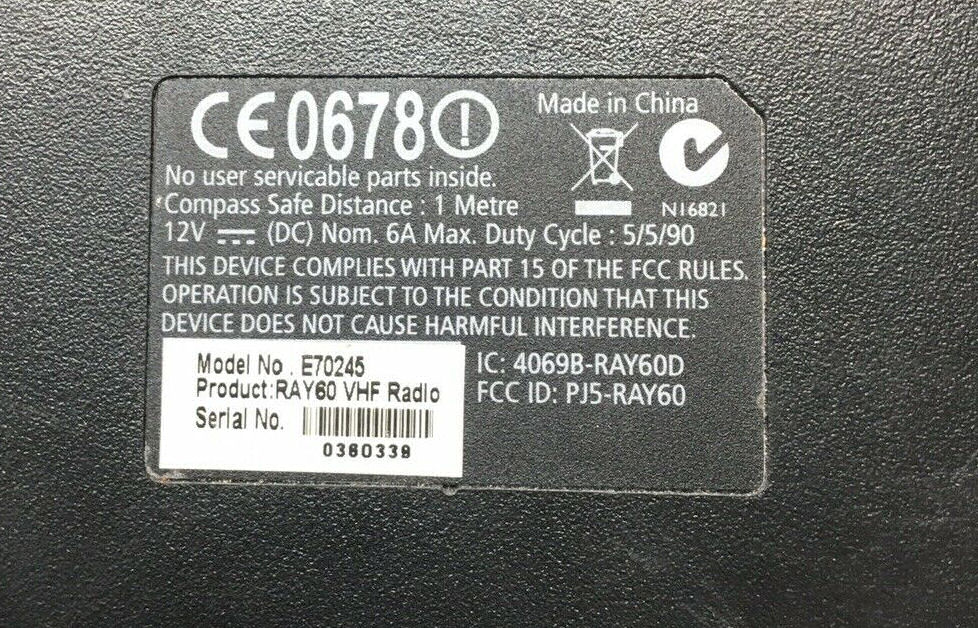 CE0678!
Made in China
N16821
No user servicable parts inside.
Compass Safe Distance : 1 Metre
12V ⎓ (DC) Nom. 6A Max. Duty Cycle : 5/5/90
THIS DEVICE COMPLIES WITH PART 15 OF THE FCC RULES.
OPERATION IS SUBJECT TO THE CONDITION THAT THIS
DEVICE DOES NOT CAUSE HARMFUL INTERFERENCE.
Model No . E70245
Product:RAY60 VHF Radio
Serial No.
0360339
IC: 4069B-RAY60D
FCC ID: PJ5-RAY60